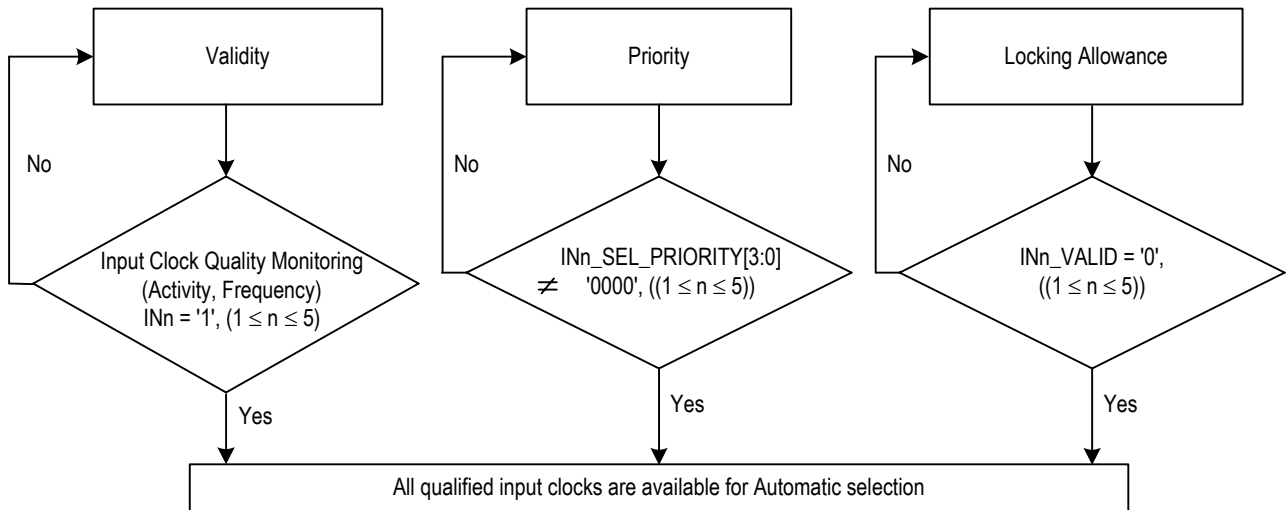 Validity
No
Input Clock Quality Monitoring
(Activity, Frequency)
INn = '1', (1 ≤ n ≤ 5)
Yes
Priority
No
INn_SEL_PRIORITY[3:0]
≠ '0000', ((1 ≤ n ≤ 5))
Yes
Locking Allowance
No
INn_VALID = '0',
((1 ≤ n ≤ 5))
Yes
All qualified input clocks are available for Automatic selection